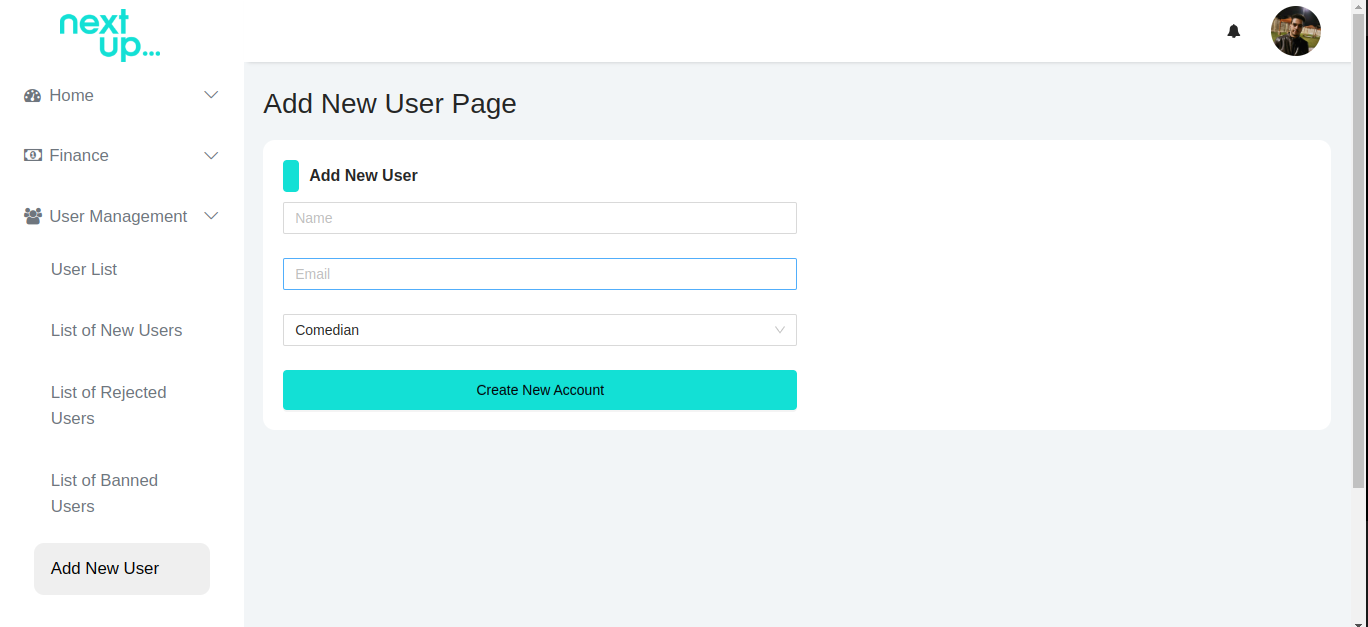 next
up...
Home
Finance
User Management
User List
List of New Users
List of Rejected
Users
List of Banned
Users
Add New User
Add New User Page
Add New User
Name
Email
Comedian
Create New Account